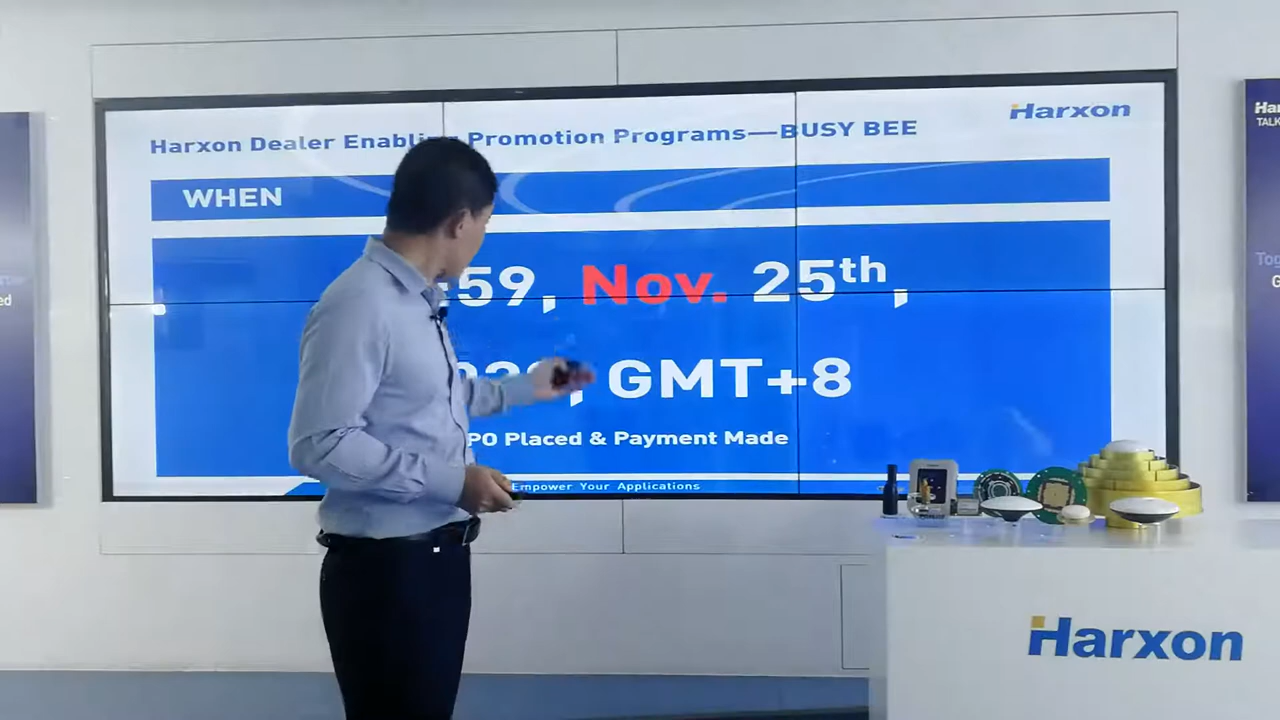 Harxon
Harxon Dealer Promotion Programs—BUSY BEE
WHEN
:59, Nov. 25th,
, GMT+8
PO Placed & Payment Made
Empower Your Applications
Harxon